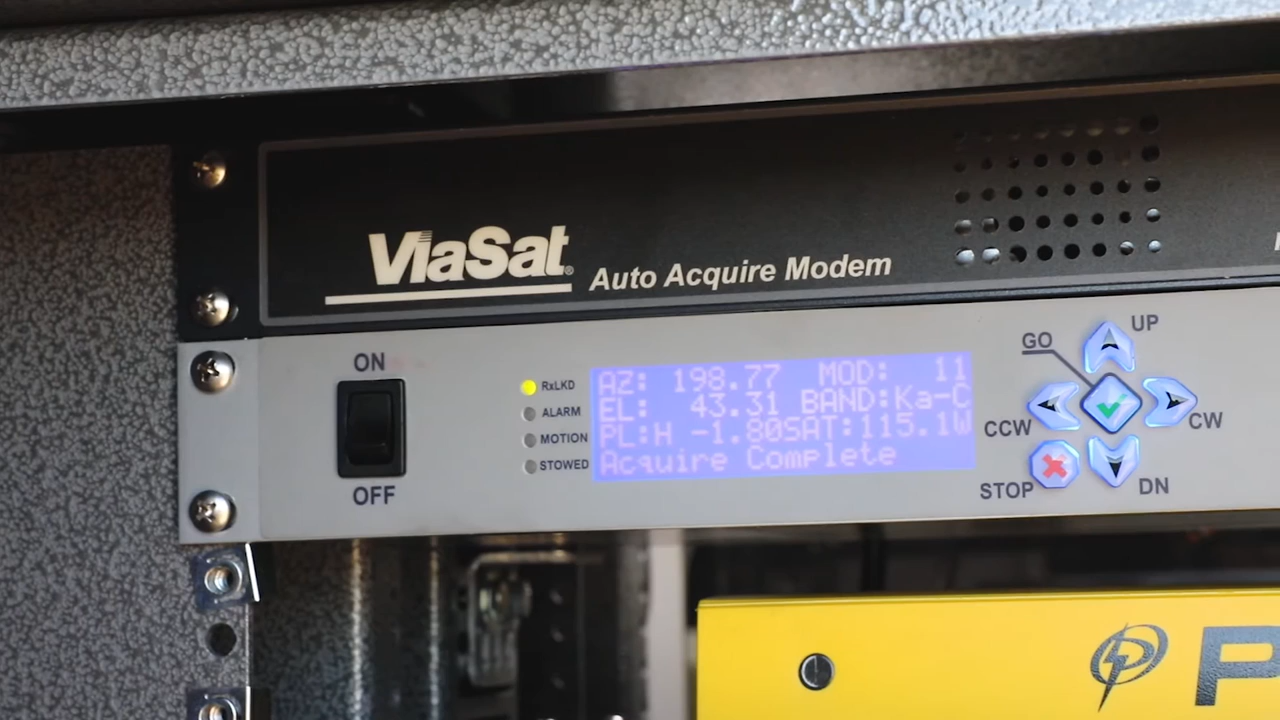 ViaSat®
Auto Acquire Modem
ON
OFF
RxLKD
ALARM
MOTION
STOWED
AZ: 198.77 MOD: 11
EL: 43.31 BAND:Ka-C
PL:H -1.80SAT:115.1W
Acquire Complete
GO
UP
CCW
CW
STOP
DN
P